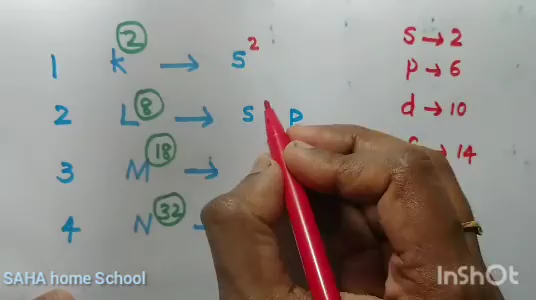 1 K 2 → s²
2 L 8 → s p
3 M 18 →
4 N 32 →
s → 2
p → 6
d → 10
→ 14
SAHA home School
InShOt